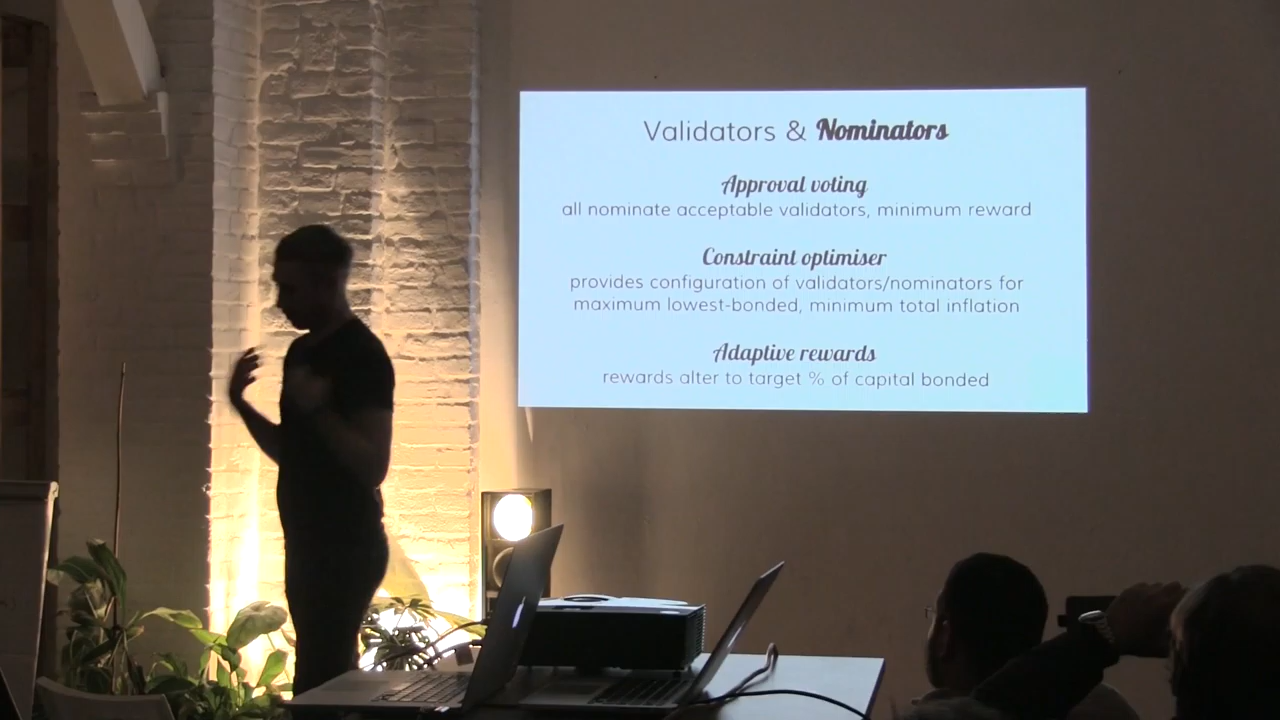 Validators & Nominators
Approval voting
all nominate acceptable validators, minimum reward
Constraint optimiser
provides configuration of validators/nominators for
maximum lowest-bonded, minimum total inflation
Adaptive rewards
rewards alter to target % of capital bonded